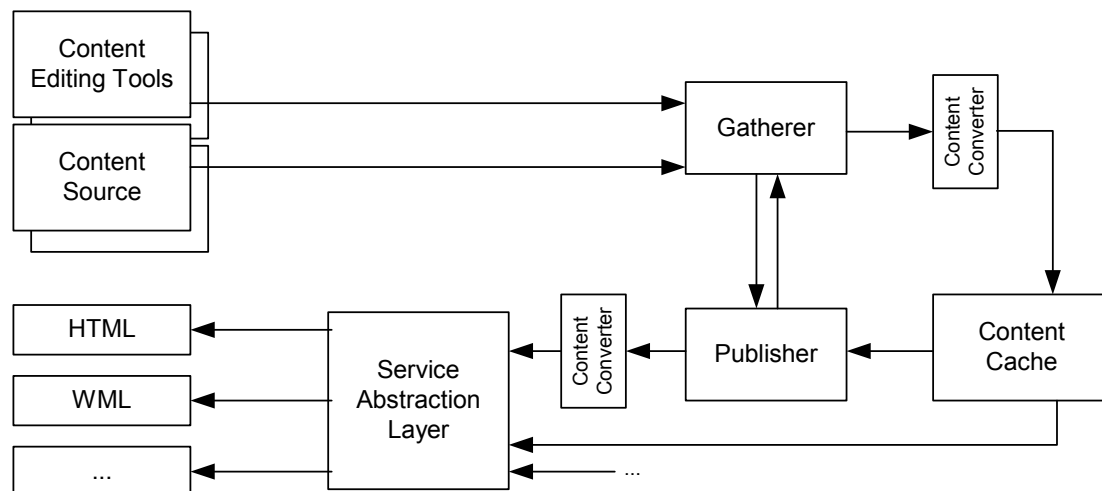 Content
Editing Tools
Content
Source
Gatherer
Content
Converter
HTML
WML
...
Service
Abstraction
Layer
Content
Converter
Publisher
Content
Cache
...